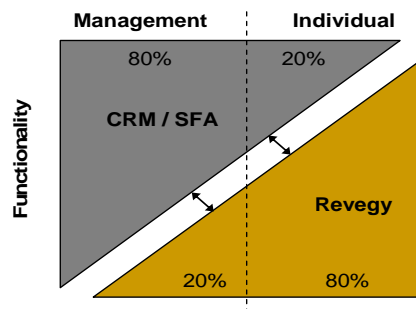 Management Individual
80% 20%
CRM / SFA
Functionality
Revegy
20% 80%